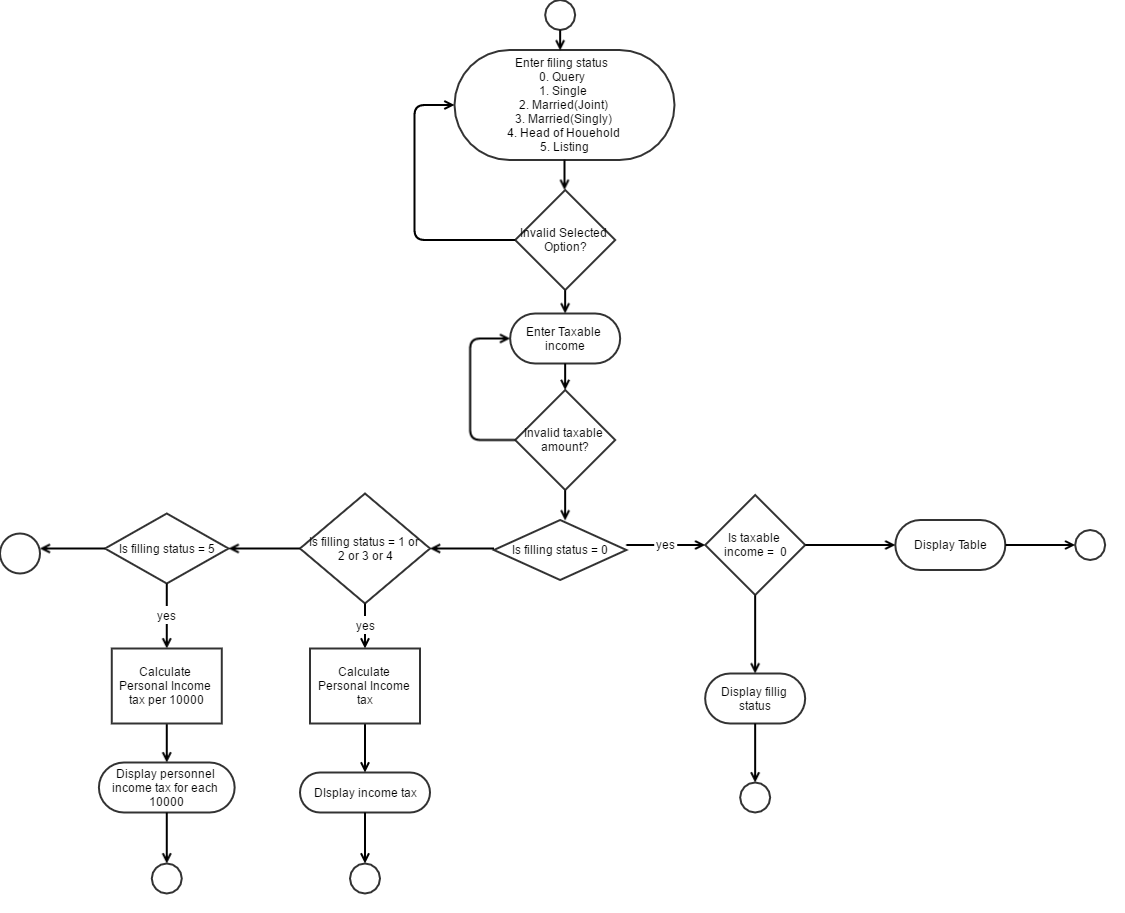 Enter filing status
0. Query
1. Single
2. Married(Joint)
3. Married(Singly)
4. Head of Houehold
5. Listing
Invalid Selected
Option?
Enter Taxable
income
Invalid taxable
amount?
Is filling status = 5
Is filling status = 1 or
2 or 3 or 4
Is filling status = 0
yes
Is taxable
income =  0
Display Table
yes
yes
Calculate
Personal Income
tax per 10000
Calculate
Personal Income
tax
Display fillig
status
Display personnel
income tax for each
10000
DIsplay income tax